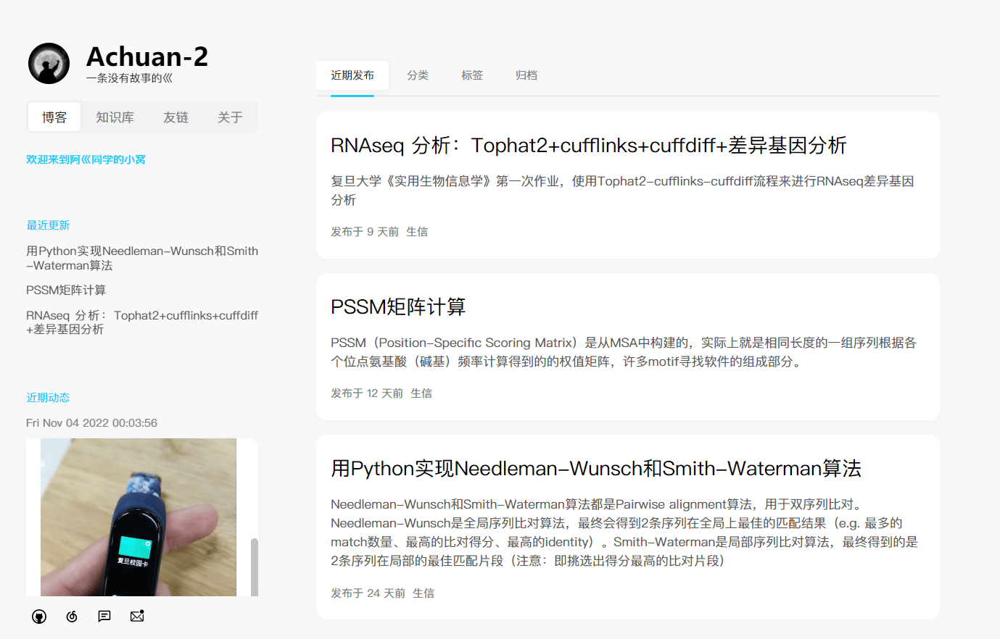 Achuan-2
一条没有故事的巛
博客 知识库 友链 关于
欢迎来到阿巛同学的小窝
最近更新
用Python实现Needleman-Wunsch和Smith
-Waterman算法
PSSM矩阵计算
RNAseq 分析：Tophat2+cufflinks+cuffdiff
+差异基因分析
近期动态
Fri Nov 04 2022 00:03:56
复旦校园卡
近期发布 分类 标签 归档
RNAseq 分析：Tophat2+cufflinks+cuffdiff+差异基因分析
复旦大学《实用生物信息学》第一次作业，使用Tophat2-cufflinks-cuffdiff流程来进行RNAseq差异基因
分析
发布于 9 天前 生信
PSSM矩阵计算
PSSM（Position-Specific Scoring Matrix）是从MSA中构建的，实际上就是相同长度的一组序列根据各
个位点氨基酸（碱基）频率计算得到的的权值矩阵，许多motif寻找软件的组成部分。
发布于 12 天前 生信
用Python实现Needleman-Wunsch和Smith-Waterman算法
Needleman-Wunsch和Smith-Waterman算法都是Pairwise alignment算法，用于双序列比对。
Needleman-Wunsch是全局序列比对算法，最终会得到2条序列在全局上最佳的匹配结果（e.g. 最多的
match数量、最高的比对得分、最高的identity）。Smith-Waterman是局部序列比对算法，最终得到的是
2条序列在局部的最佳匹配片段（注意：即挑选出得分最高的比对片段）
发布于 24 天前 生信